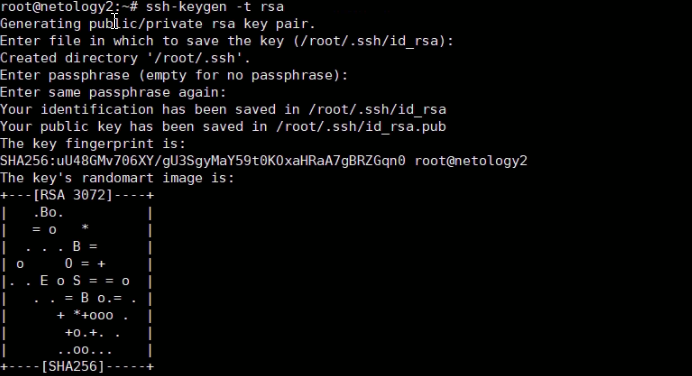 root@netology2:~# ssh-keygen -t rsa
Generating public/private rsa key pair.
Enter file in which to save the key (/root/.ssh/id_rsa):
Created directory '/root/.ssh'.
Enter passphrase (empty for no passphrase):
Enter same passphrase again:
Your identification has been saved in /root/.ssh/id_rsa
Your public key has been saved in /root/.ssh/id_rsa.pub
The key fingerprint is:
SHA256:uU48GMv706XY/gU3SgyMaY59t0KOxaHRaA7gBRZGqn0 root@netology2
The key's randomart image is:
+---[RSA 3072]----+
|   .Bo.          |
|   = o   *       |
|  . . . B =      |
| o     O = +     |
|. . E o S = = o  |
|   . . = B o.= . |
|      + *+ooo .  |
|       +o.+. .   |
|      ..oo...    |
+----[SHA256]-----+